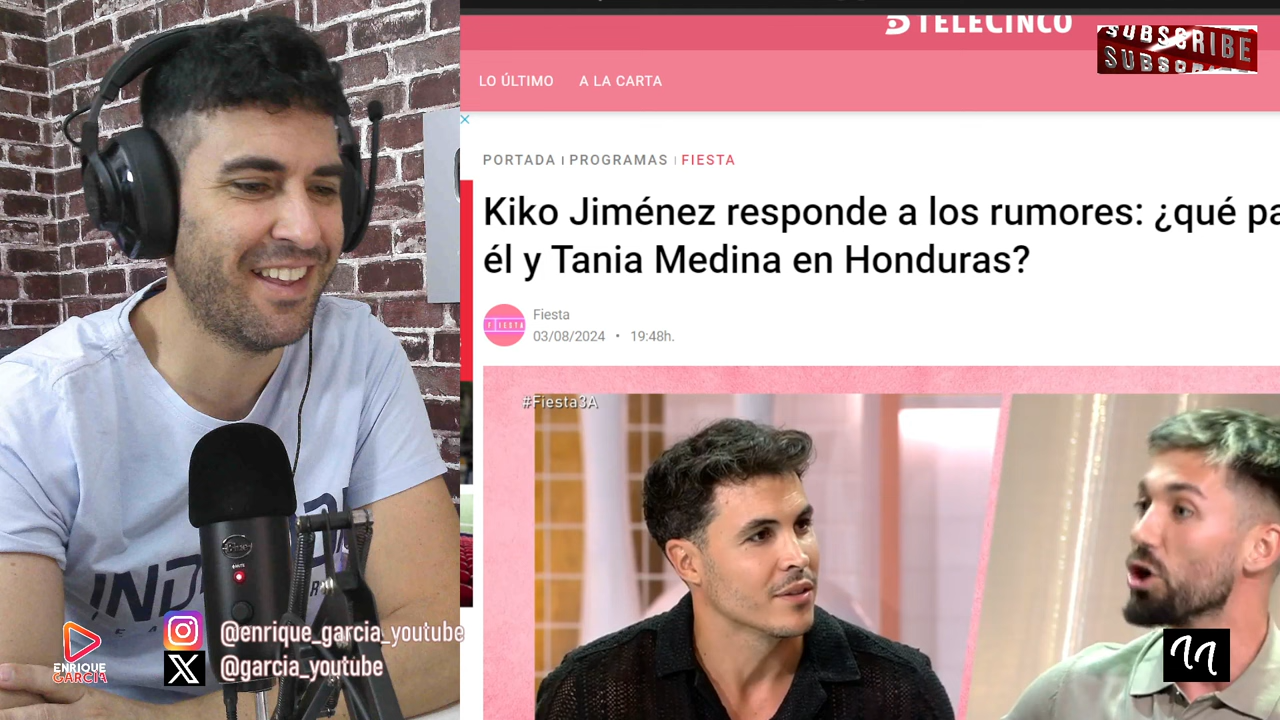 TELECINCO
SUBSCRIBE
LO ÚLTIMO A LA CARTA
PORTADA | PROGRAMAS | FIESTA
Kiko Jiménez responde a los rumores: ¿qué pa
él y Tania Medina en Honduras?
Fiesta
FIESTA
03/08/2024 • 19:48h.
#Fiesta3A
ENRIQUE
GARCIA
@enrique_garcia_youtube
@garcia_youtube